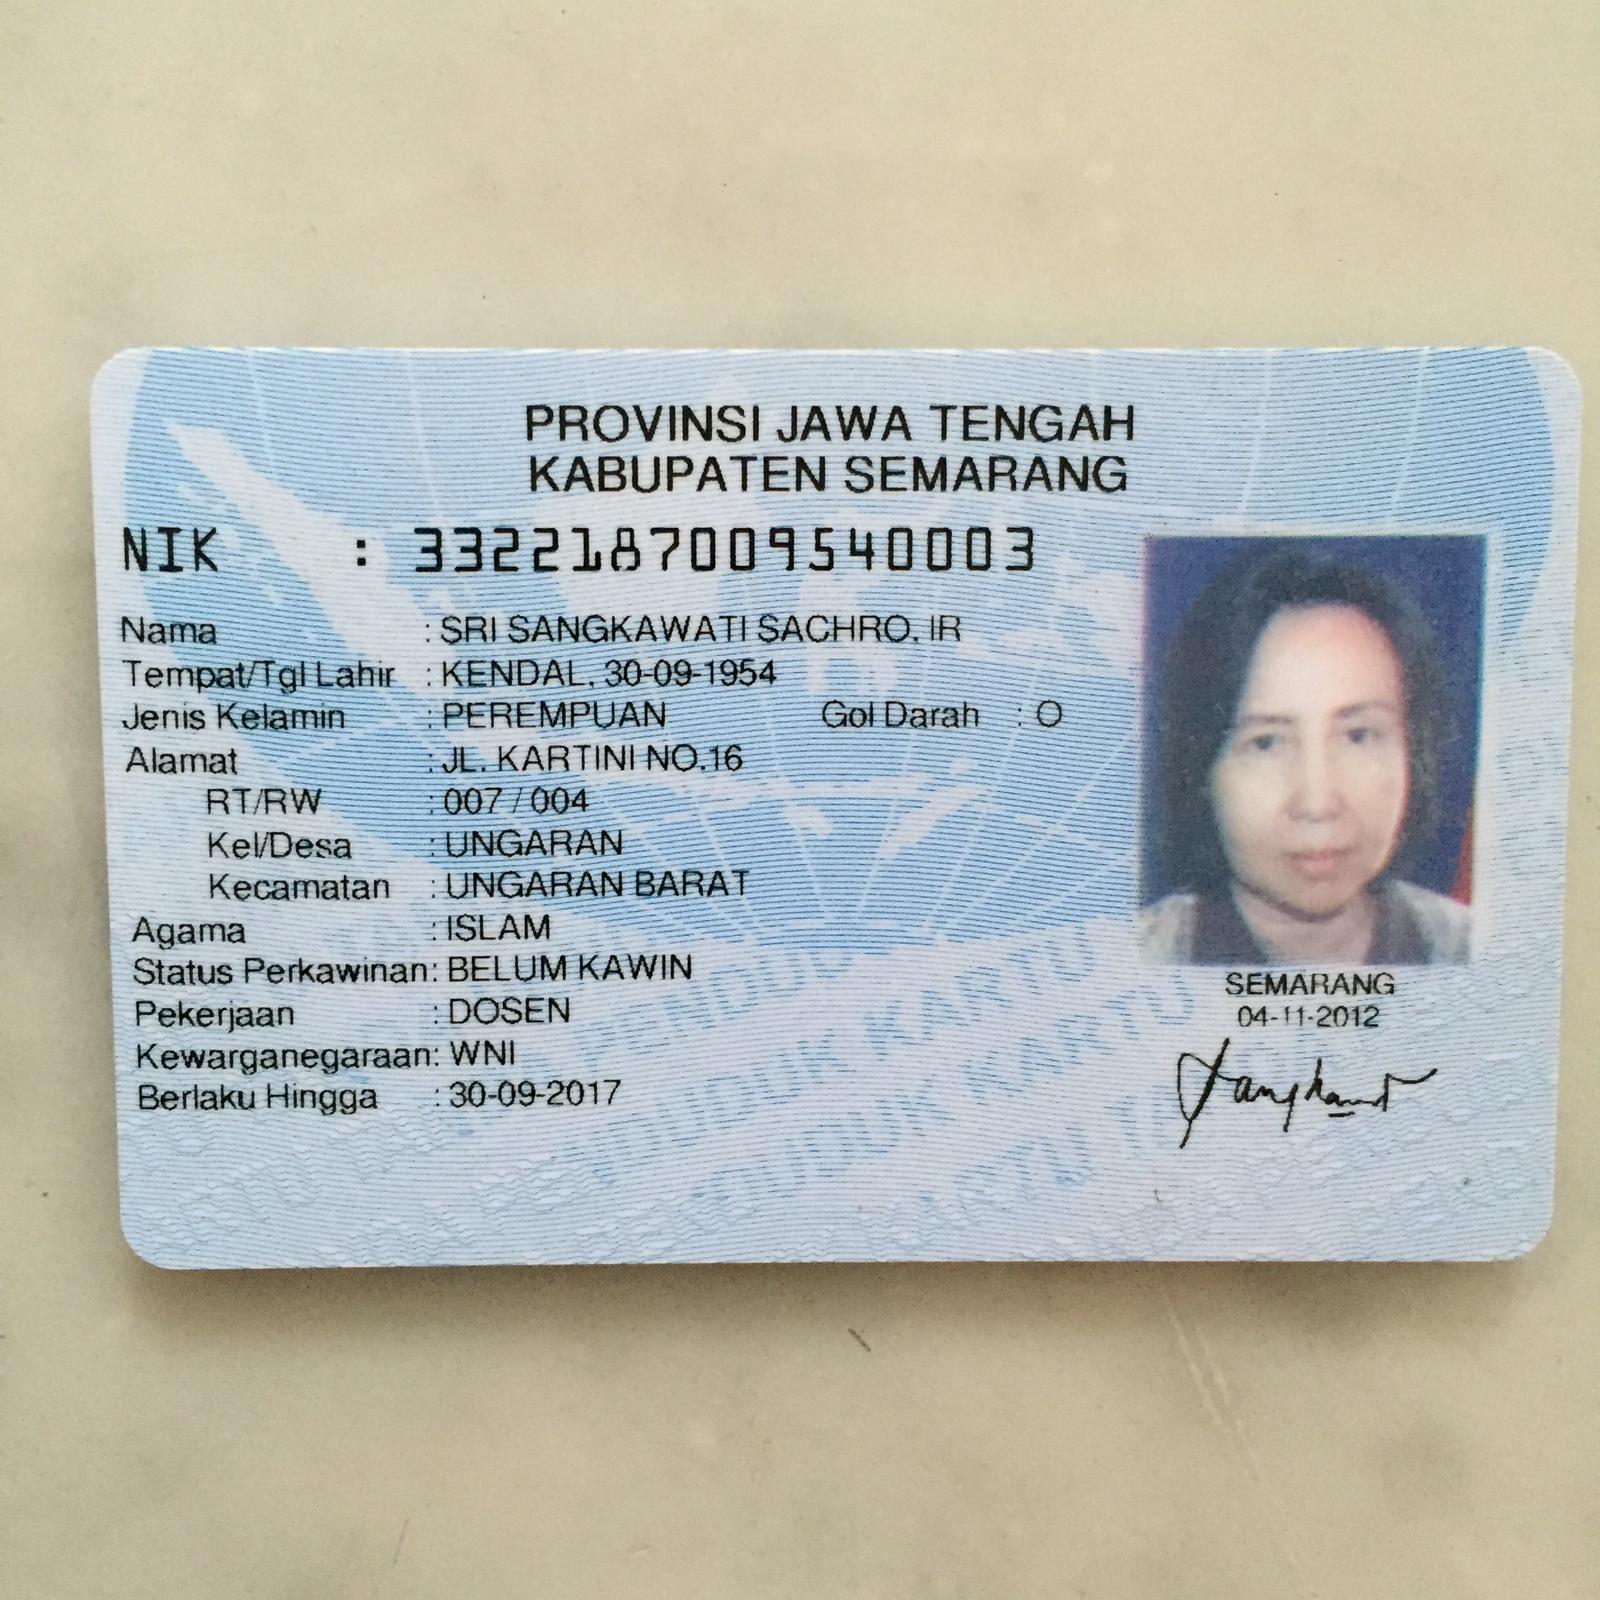 PROVINSI JAWA TENGAH
KABUPATEN SEMARANG
NIK : 3322187009540003
Nama : SRI SANGKAWATI SACHRO. IR
Tempat/Tgl Lahir : KENDAL, 30-09-1954
Jenis Kelamin : PEREMPUAN Gol Darah : O
Alamat : JL. KARTINI NO.16
RT/RW : 007 / 004
Kel/Desa : UNGARAN
Kecamatan : UNGARAN BARAT
Agama : ISLAM
Status Perkawinan: BELUM KAWIN
Pekerjaan : DOSEN
Kewarganegaraan: WNI
Berlaku Hingga : 30-09-2017
SEMARANG
04-11-2012